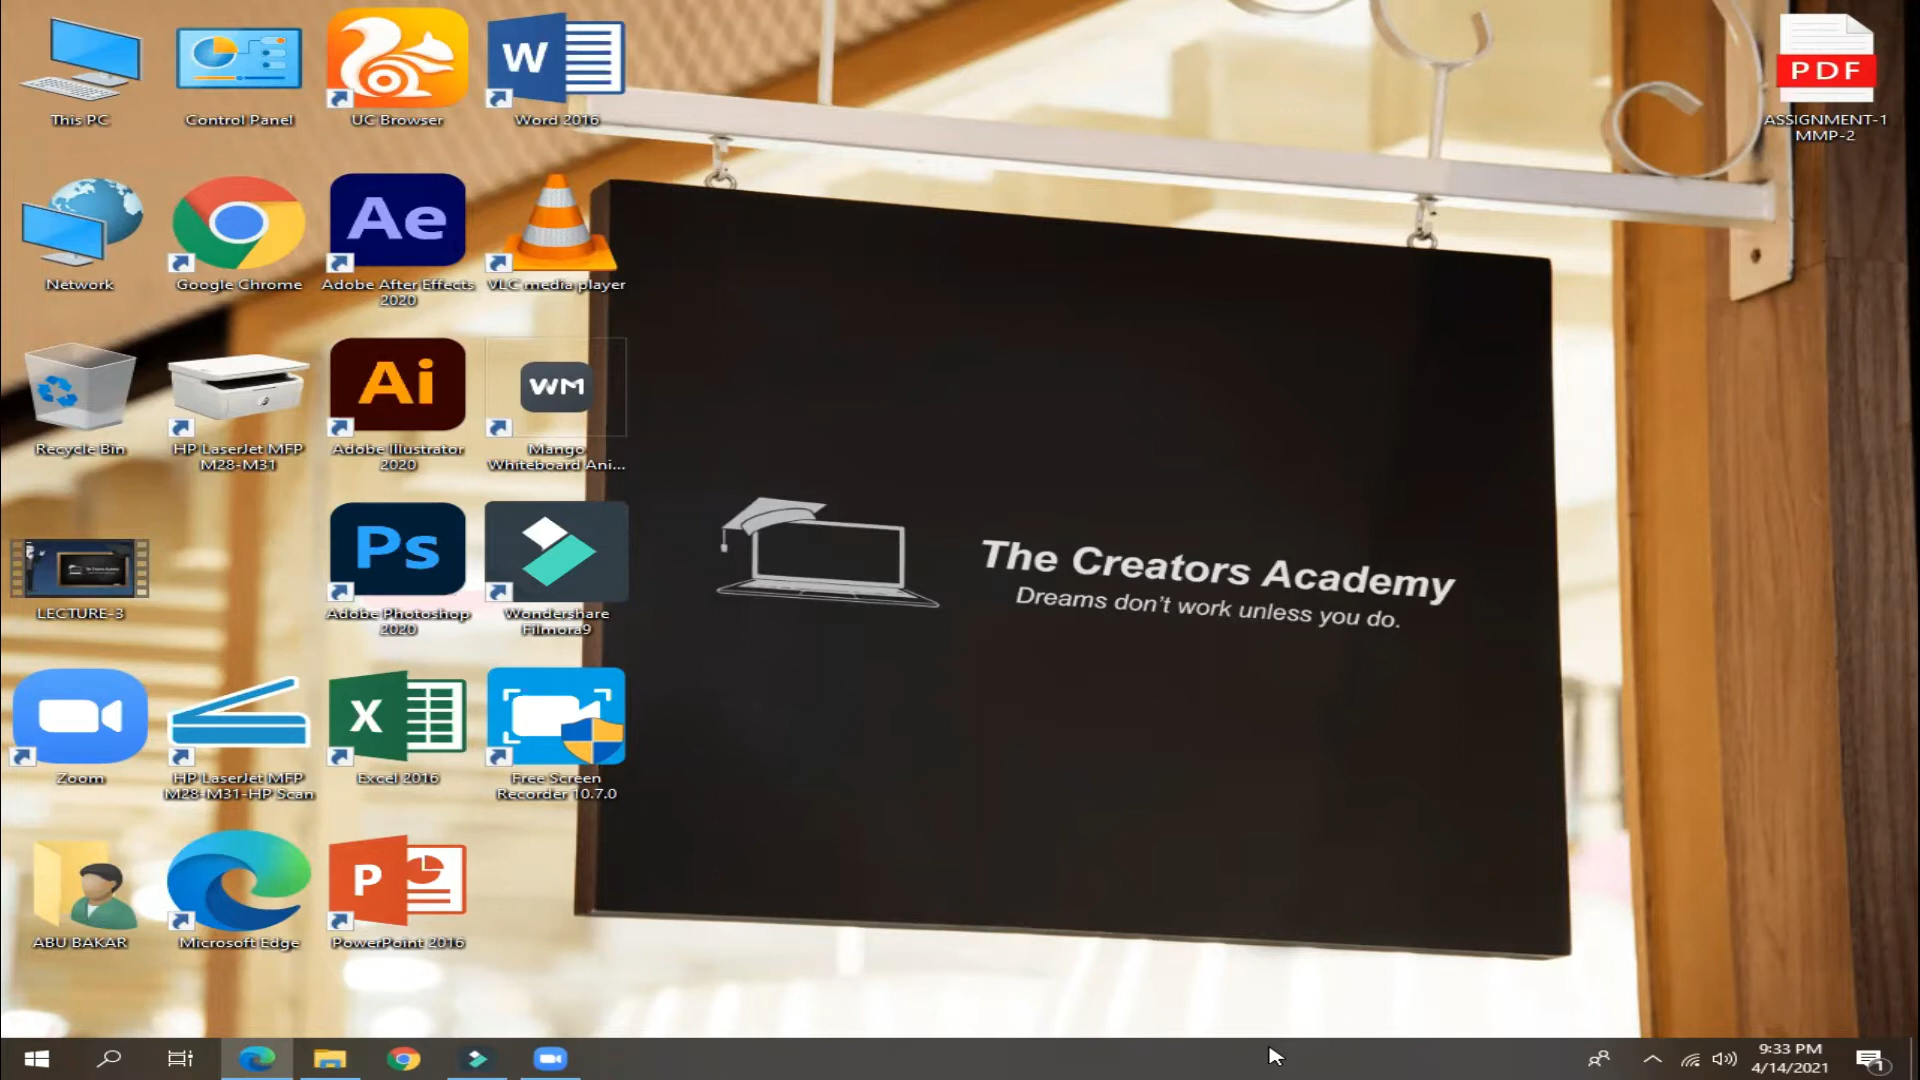 This PC
Control Panel
UC Browser
W
Word 2016
PDF
ASSIGNMENT-1
MMP-2
Network
Google Chrome
Ae
Adobe After Effects
2020
VLC media player
Recycle Bin
HP LaserJet MFP
M28-M31
Ai
Adobe Illustrator
2020
WM
Mango
Whiteboard Ani...
LECTURE-3
Ps
Adobe Photoshop
2020
Wondershare
Filmora9
The Creators Academy
Dreams don't work unless you do.
Zoom
HP LaserJet MFP
M28-M31-HP Scan
X
Excel 2016
Free Screen
Recorder 10.7.0
ABU BAKAR
Microsoft Edge
P
PowerPoint 2016
9:33 PM
4/14/2021
1